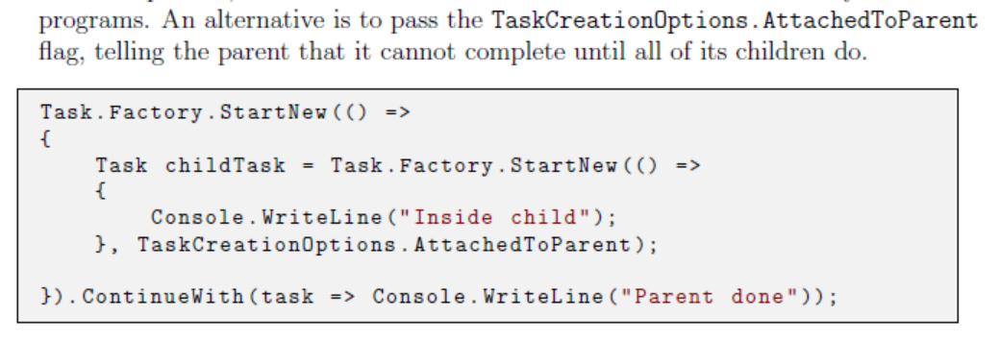 programs. An alternative is to pass the TaskCreationOptions.AttachedToParent
flag, telling the parent that it cannot complete until all of its children do.
Task.Factory.StartNew(() =>
{
    Task childTask = Task.Factory.StartNew(() =>
    {
        Console.WriteLine("Inside child");
    }, TaskCreationOptions.AttachedToParent);
}).ContinueWith(task => Console.WriteLine("Parent done"));